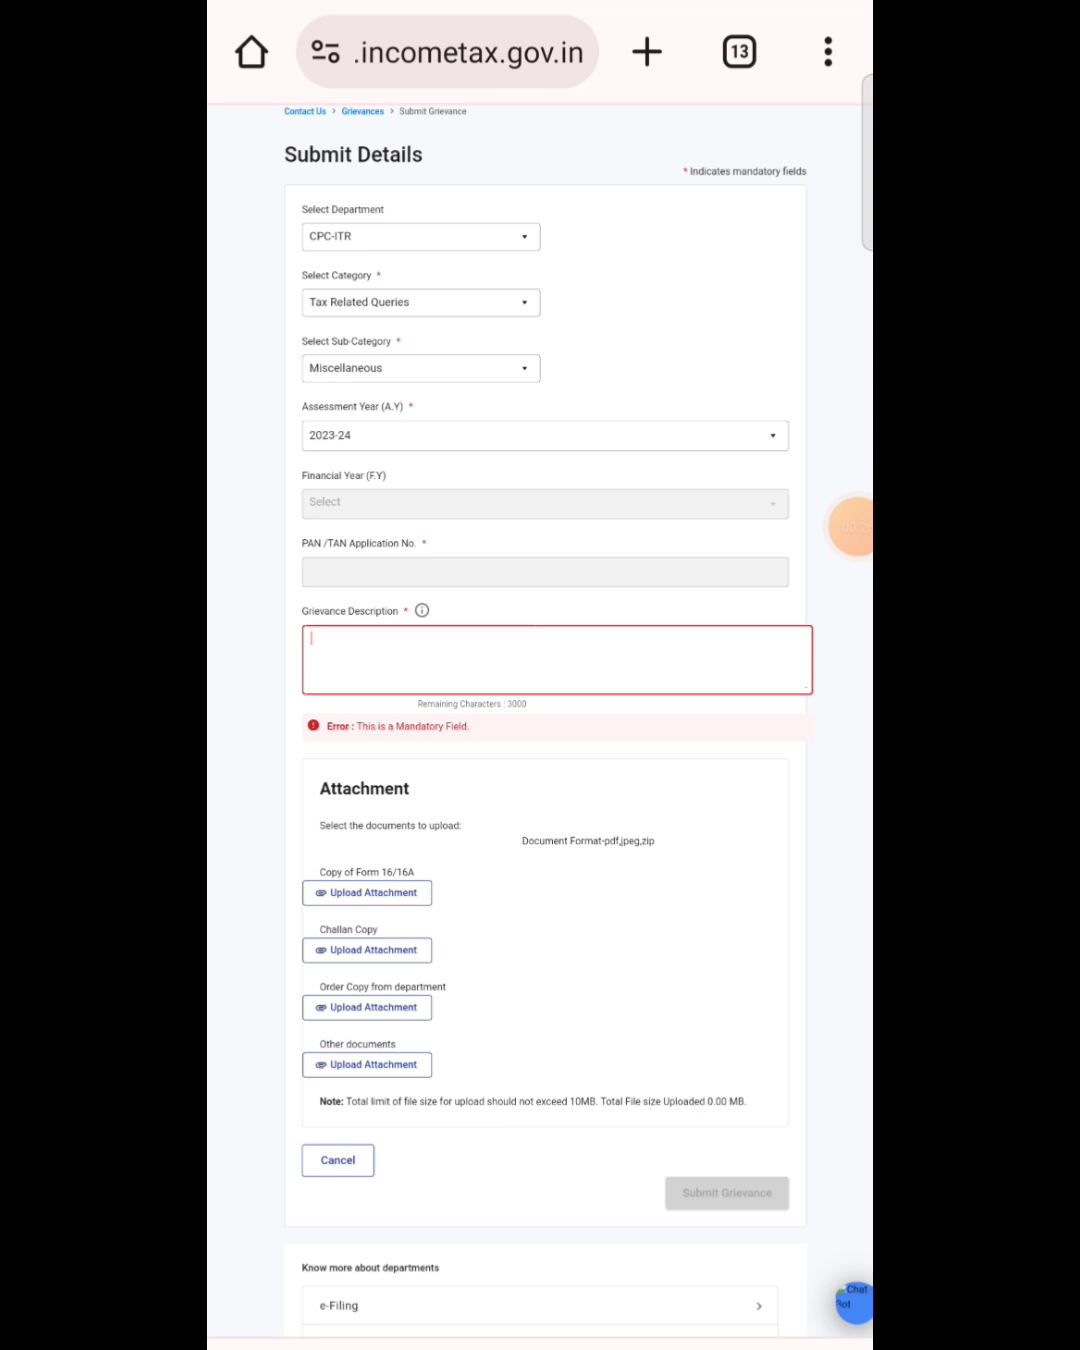 .incometax.gov.in
13
Contact Us > Grievances > Submit Grievance
Submit Details
* Indicates mandatory fields
Select Department
CPC-ITR
Select Category *
Tax Related Queries
Select Sub-Category *
Miscellaneous
Assessment Year (A.Y) *
2023-24
Financial Year (F.Y)
Select
PAN /TAN Application No. *
Grievance Description *
Remaining Characters : 3000
Error : This is a Mandatory Field.
Attachment
Select the documents to upload:
Document Format-pdf,jpeg,zip
Copy of Form 16/16A
Upload Attachment
Challan Copy
Upload Attachment
Order Copy from department
Upload Attachment
Other documents
Upload Attachment
Note: Total limit of file size for upload should not exceed 10MB. Total File size Uploaded 0.00 MB.
Cancel
Submit Grievance
Know more about departments
e-Filing
Chat
Bot